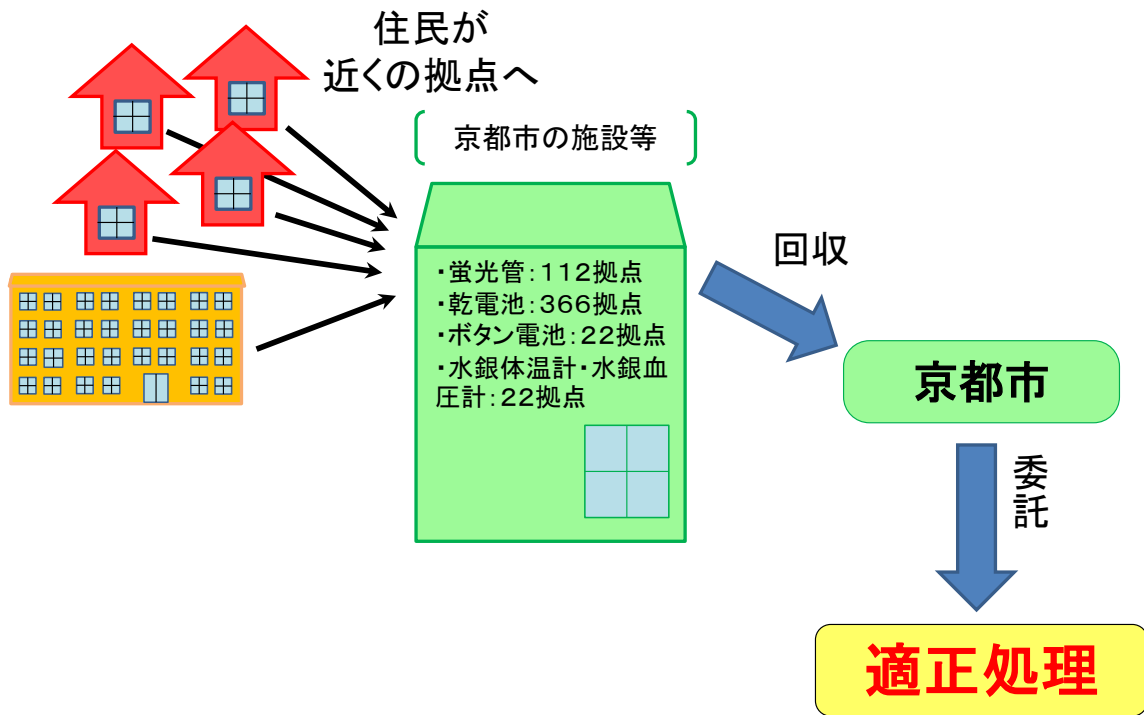 住民が
近くの拠点へ
京都市の施設等
・蛍光管：１１２拠点
・乾電池：３６６拠点
・ボタン電池：２２拠点
・水銀体温計・水銀血
圧計：２２拠点
回収
京都市
委託
適正処理